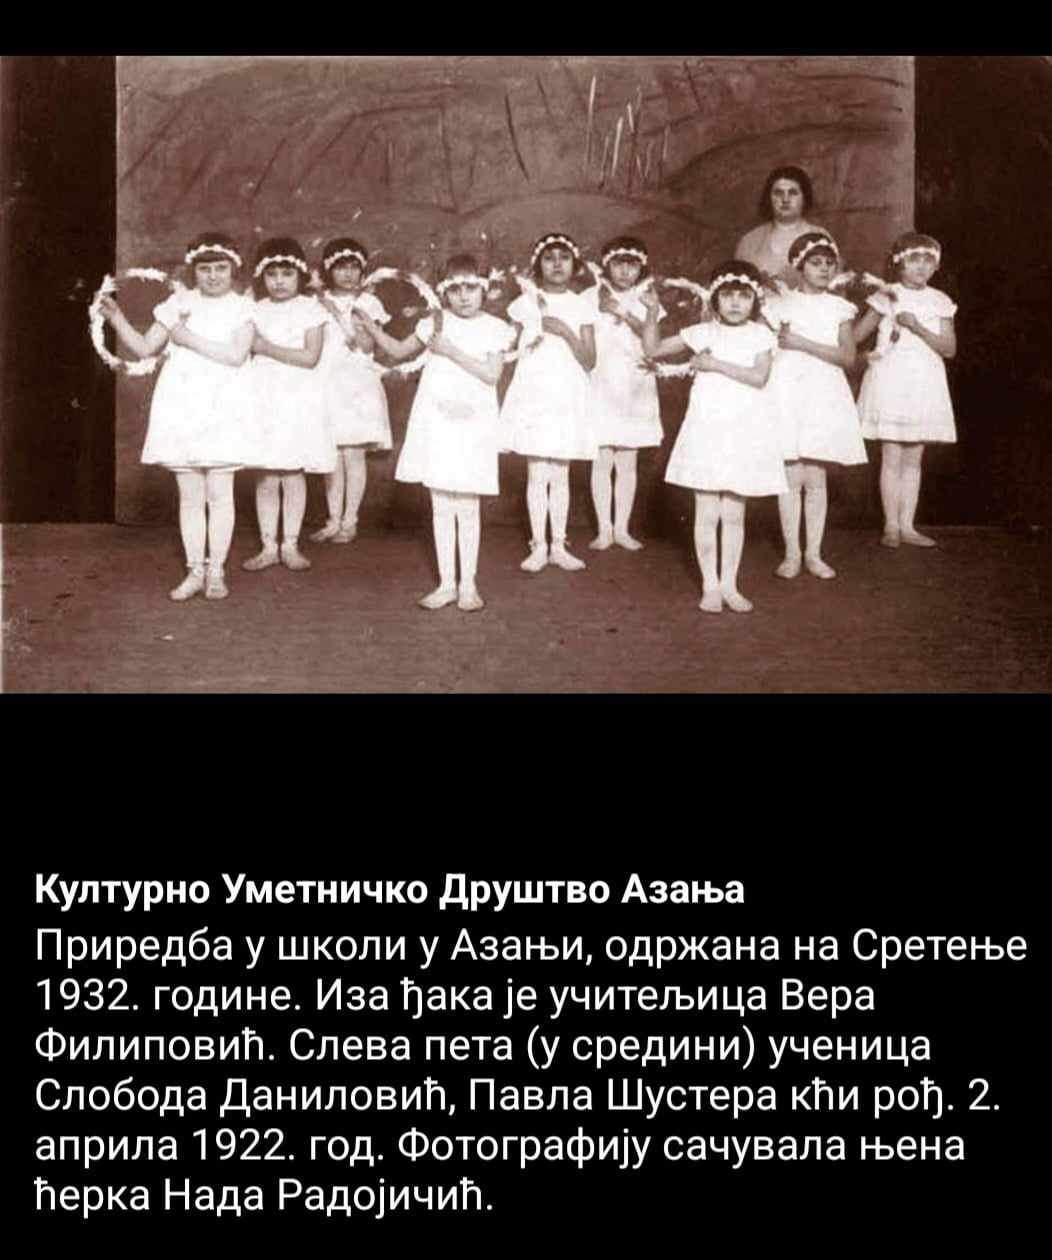 Културно Уметничко Друштво Азања
Приредба у школи у Азањи, одржана на Сретење
1932. године. Иза ђака је учитељица Вера
Филиповић. Слева пета (у средини) ученица
Слобода Даниловић, Павла Шустера кћи рођ. 2.
априла 1922. год. Фотографију сачувала њена
ћерка Нада Радојичић.